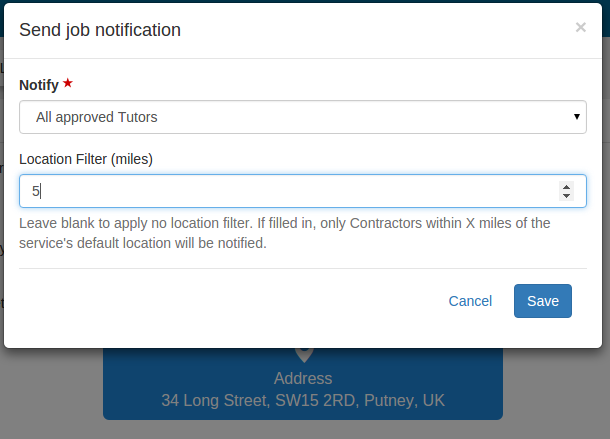 Send job notification ×
Notify ★
All approved Tutors
Location Filter (miles)
5
Leave blank to apply no location filter. If filled in, only Contractors within X miles of the
service's default location will be notified.
Cancel Save
Address
34 Long Street, SW15 2RD, Putney, UK